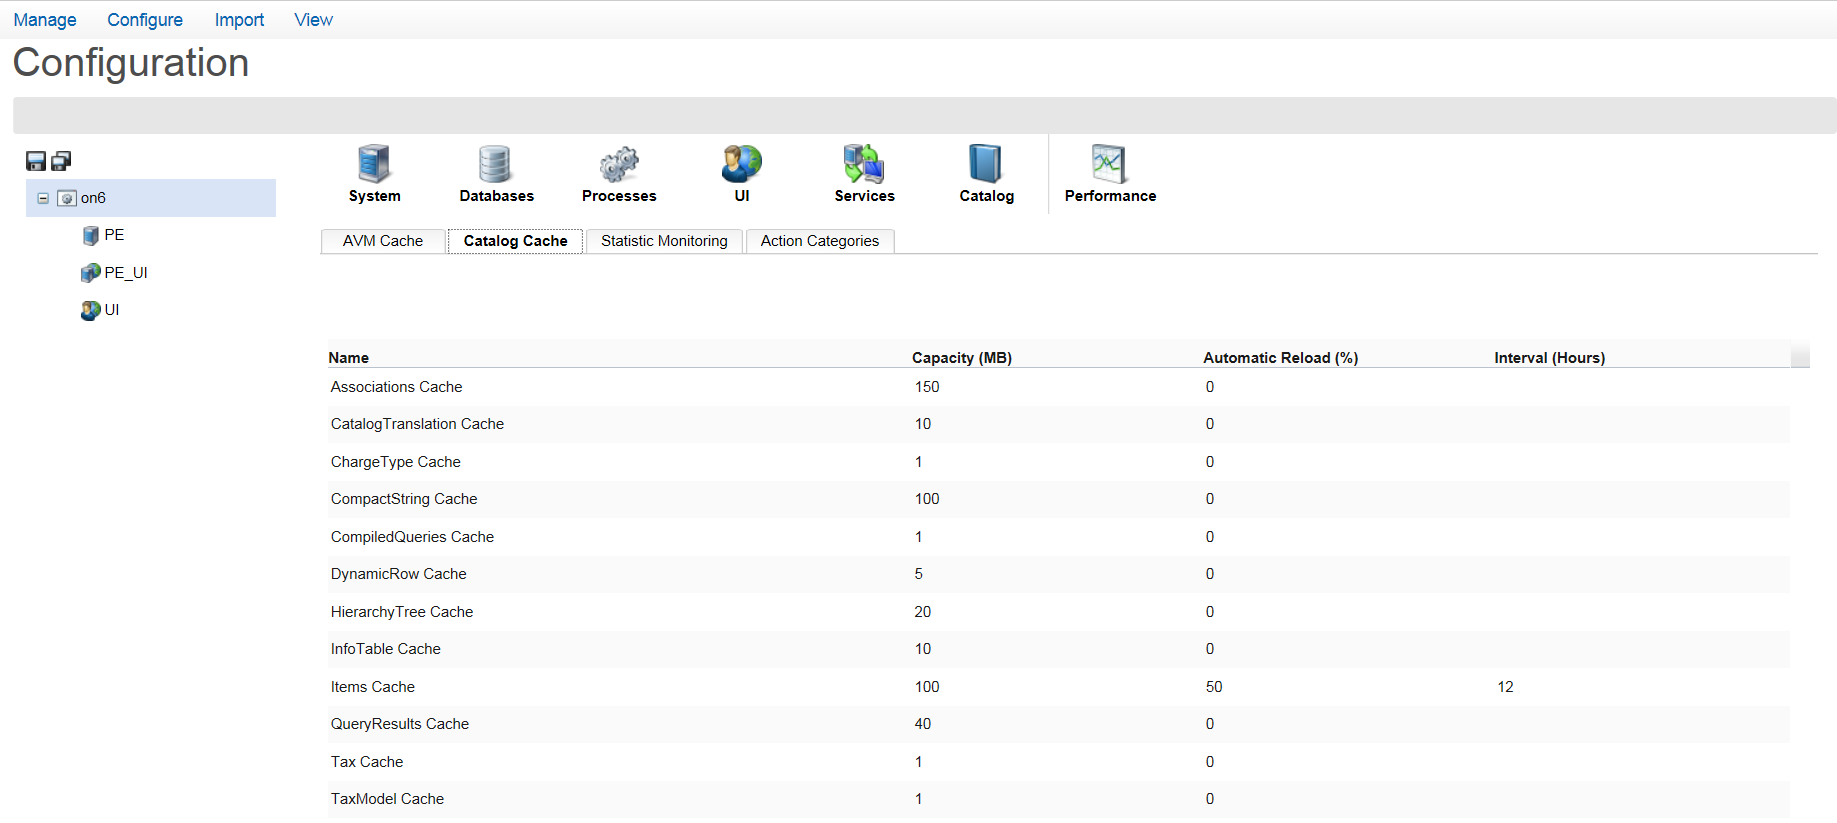 Manage Configure Import View
Configuration
System Databases Processes UI Services Catalog Performance
on6
PE
PE_UI
UI
AVM Cache Catalog Cache Statistic Monitoring Action Categories
Name Capacity (MB) Automatic Reload (%) Interval (Hours)
Associations Cache 150 0
CatalogTranslation Cache 10 0
ChargeType Cache 1 0
CompactString Cache 100 0
CompiledQueries Cache 1 0
DynamicRow Cache 5 0
HierarchyTree Cache 20 0
InfoTable Cache 10 0
Items Cache 100 50 12
QueryResults Cache 40 0
Tax Cache 1 0
TaxModel Cache 1 0